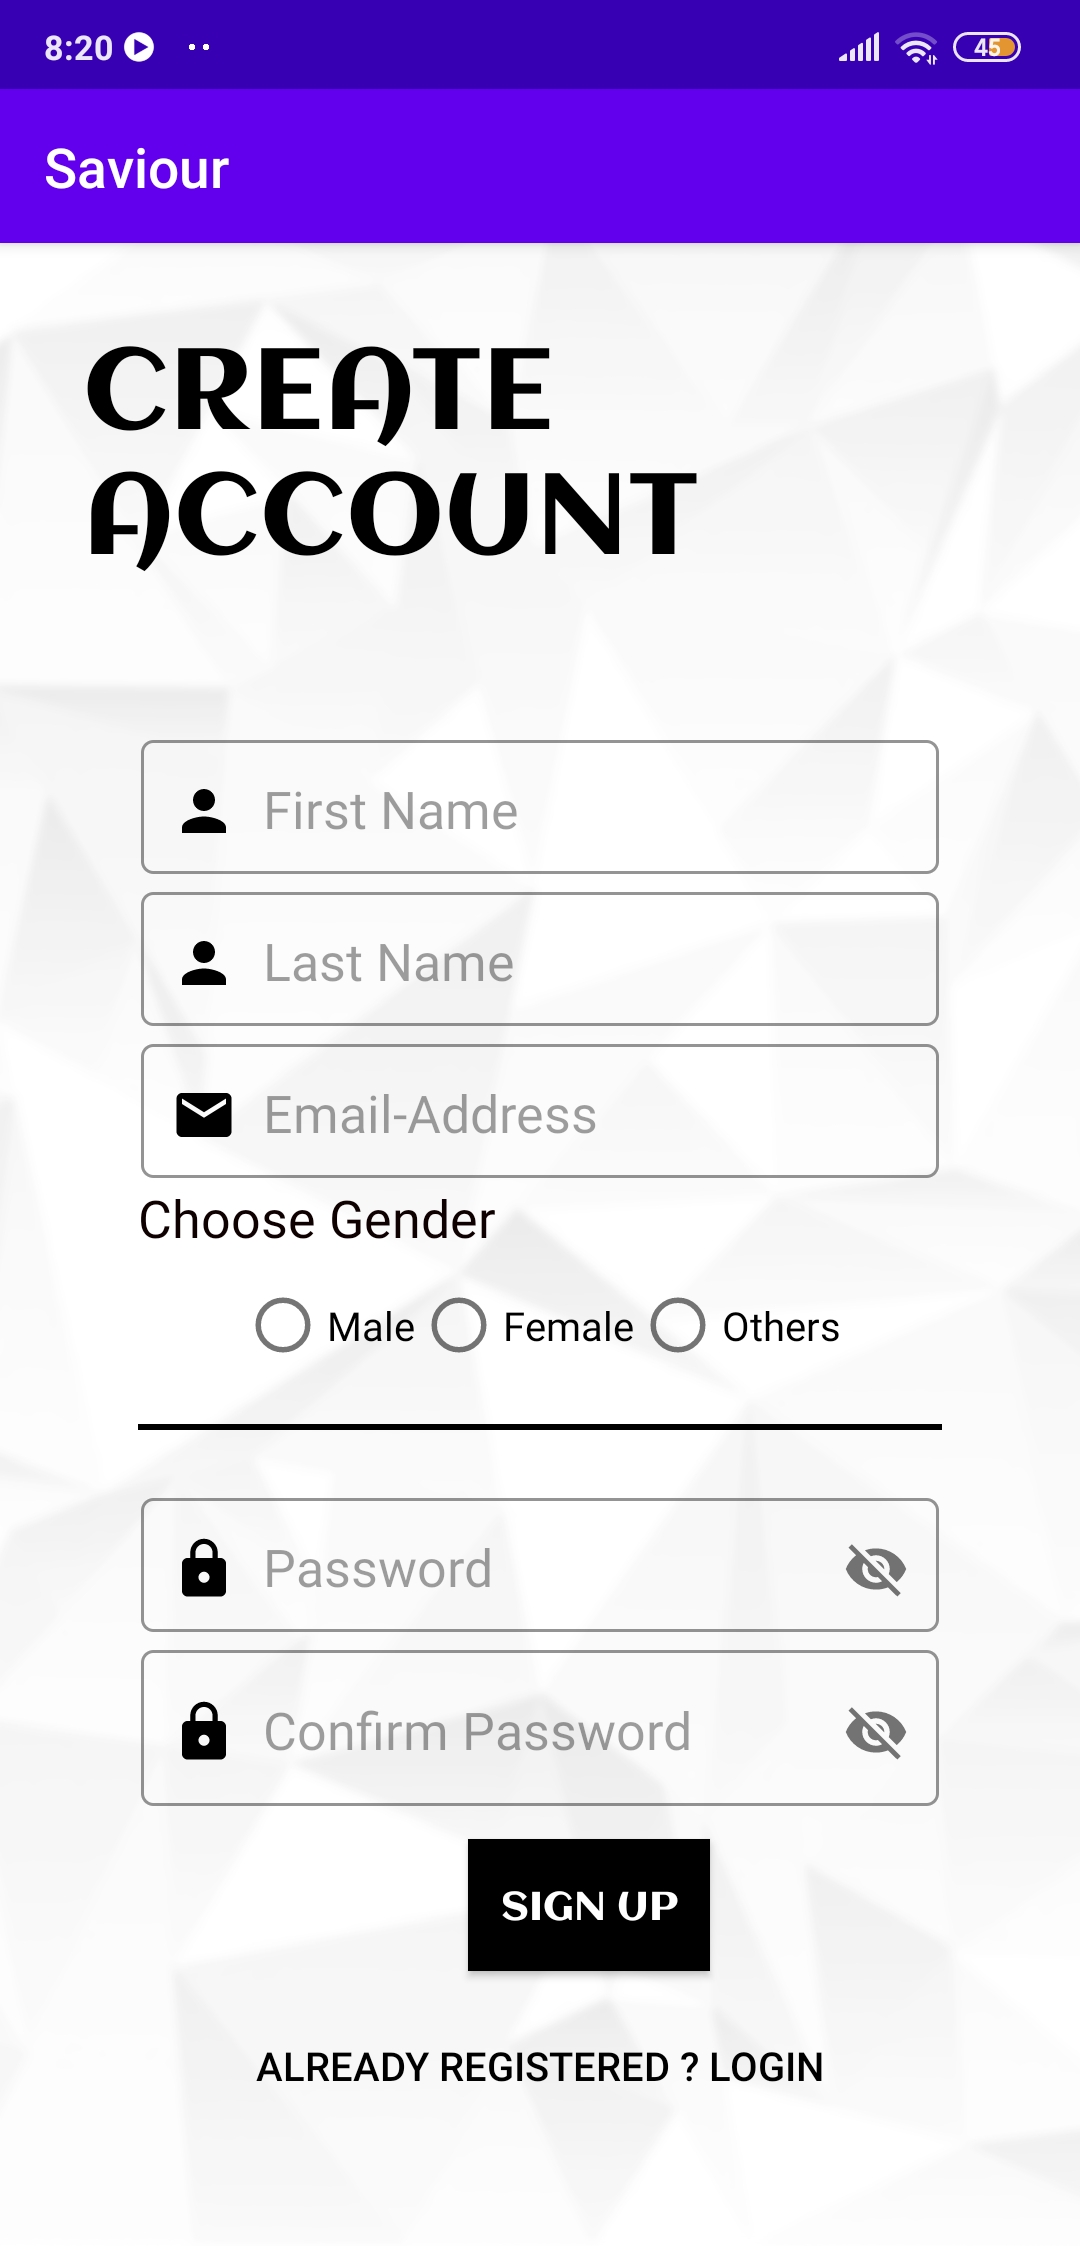 8:20
45
Saviour
CREATE
ACCOUNT
First Name
Last Name
Email-Address
Choose Gender
Male Female Others
Password
Confirm Password
SIGN UP
ALREADY REGISTERED ? LOGIN